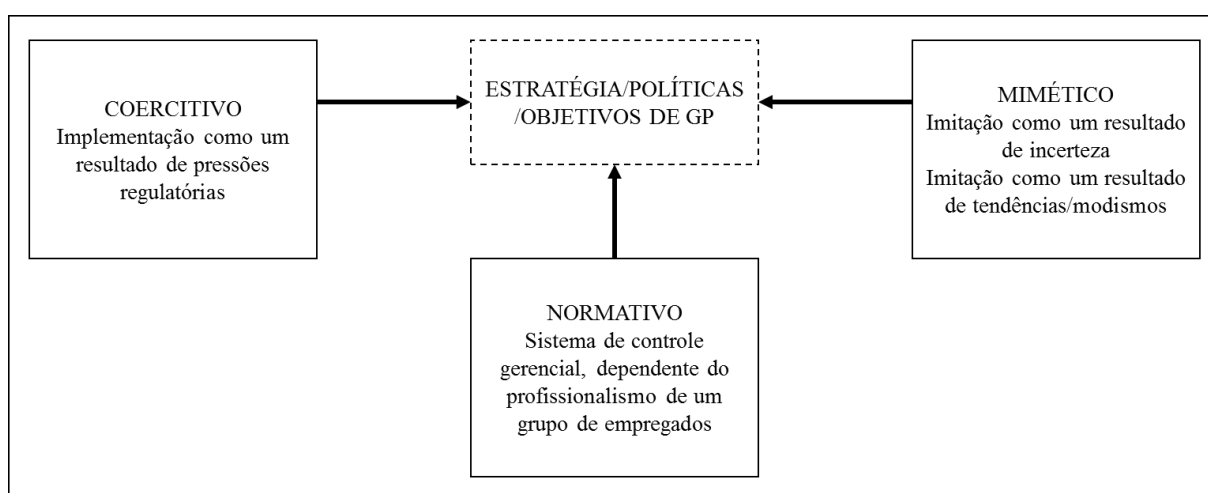 COERCITIVO
Implementação como um
resultado de pressões
regulatórias
ESTRATÉGIA/POLÍTICAS
/OBJETIVOS DE GP
MIMÉTICO
Imitação como um resultado
de incerteza
Imitação como um resultado
de tendências/modismos
NORMATIVO
Sistema de controle
gerencial, dependente do
profissionalismo de um
grupo de empregados